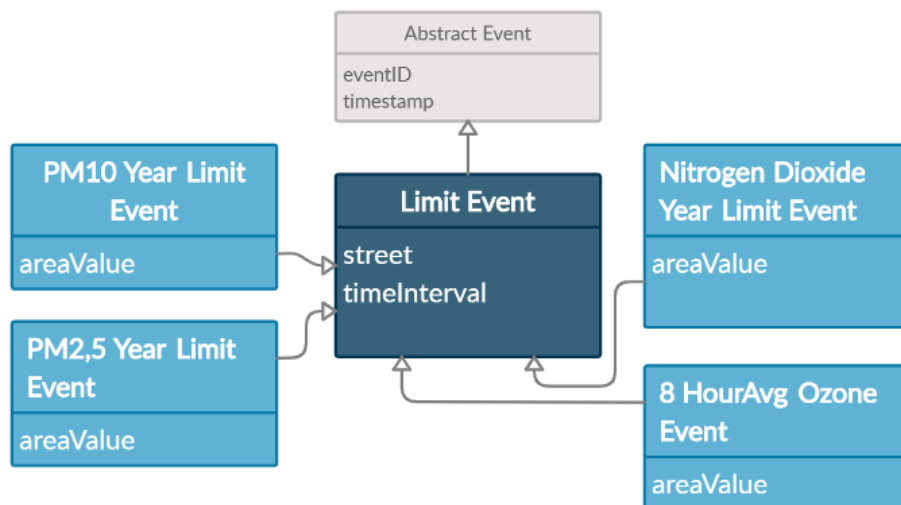 Abstract Event
eventID
timestamp
PM10 Year Limit
Event
areaValue
Limit Event
street
timeInterval
Nitrogen Dioxide
Year Limit Event
areaValue
PM2,5 Year Limit
Event
areaValue
8 HourAvg Ozone
Event
areaValue